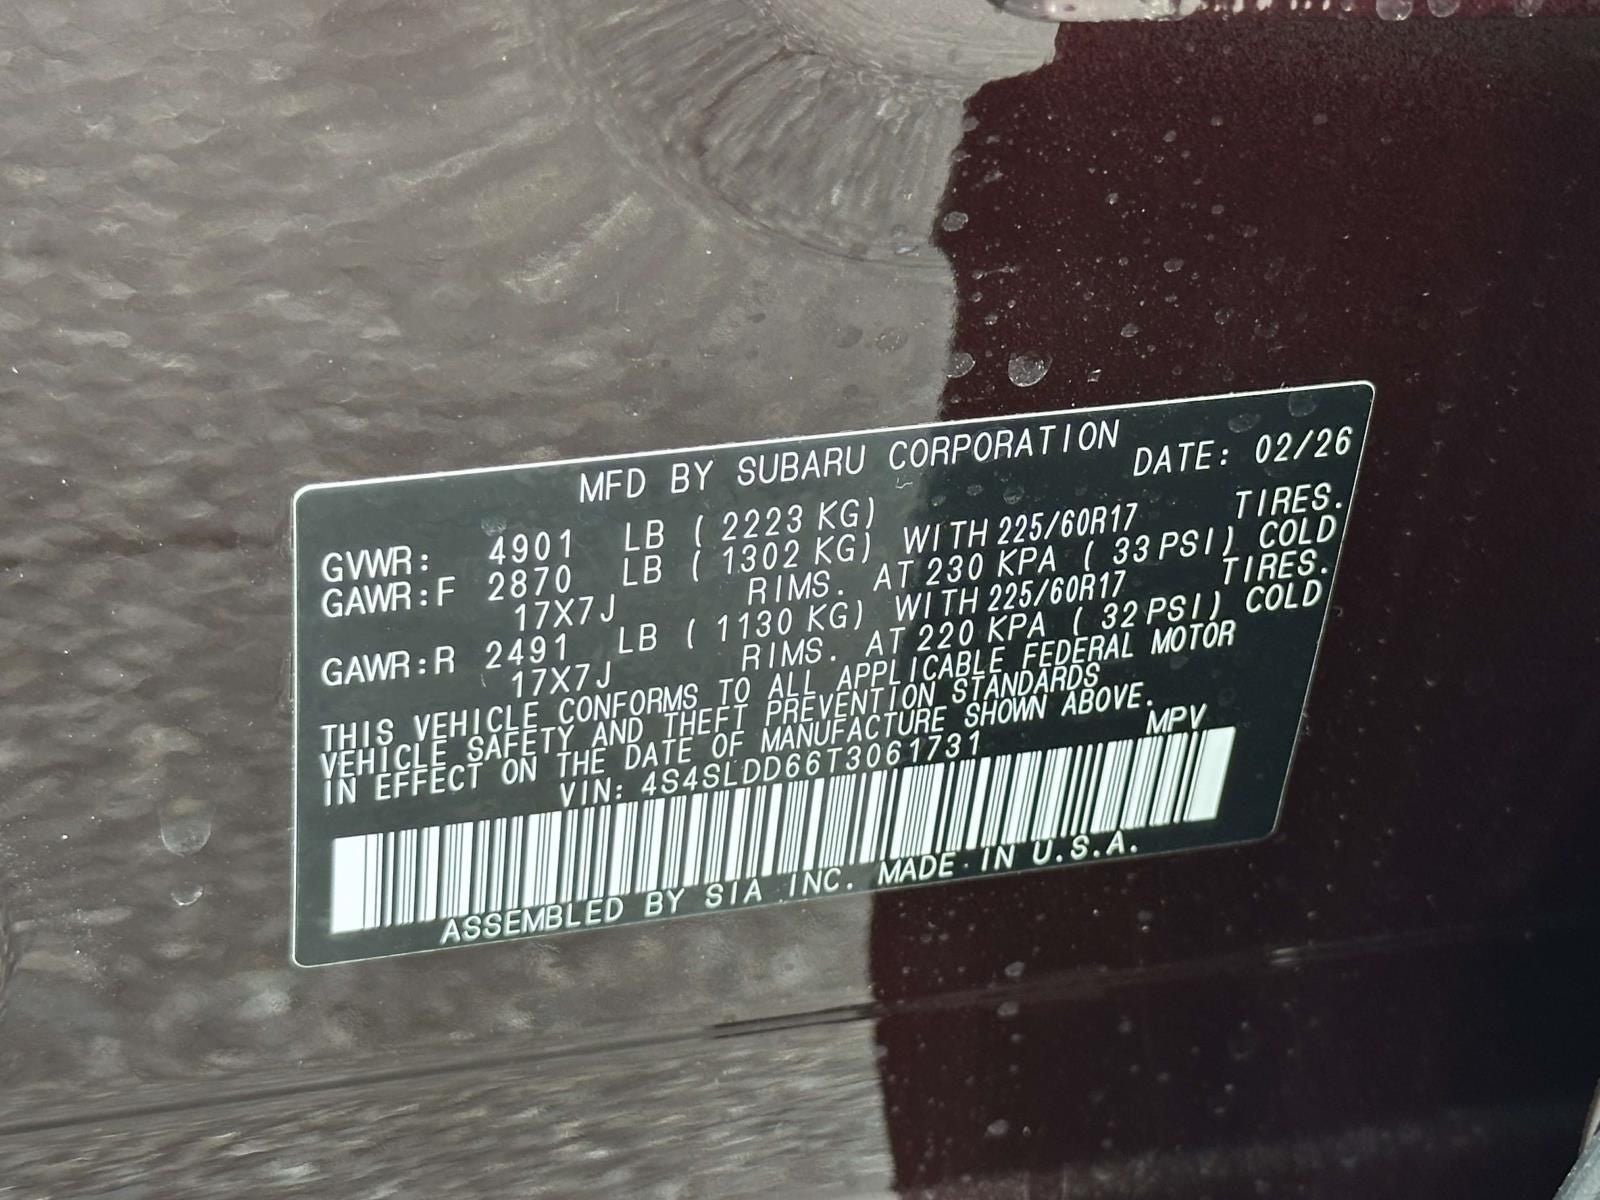 MFD BY SUBARU CORPORATION DATE: 02/26
GVWR: 4901 LB ( 2223 KG)
GAWR:F 2870 LB ( 1302 KG) WITH 225/60R17 TIRES.
17X7J RIMS. AT 230 KPA ( 33 PSI) COLD
GAWR:R 2491 LB ( 1130 KG) WITH 225/60R17 TIRES.
17X7J RIMS. AT 220 KPA ( 32 PSI) COLD
THIS VEHICLE CONFORMS TO ALL APPLICABLE FEDERAL MOTOR
VEHICLE SAFETY AND THEFT PREVENTION STANDARDS
IN EFFECT ON THE DATE OF MANUFACTURE SHOWN ABOVE.
VIN: 4S4SLDD66T3061731 MPV
ASSEMBLED BY SIA INC. MADE IN U.S.A.